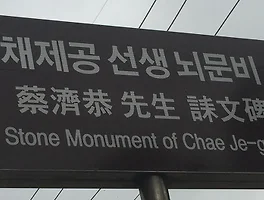 채제공 선생 뇌문비
蔡濟恭 先生 誄文碑
Stone Monument of Chae Je-g